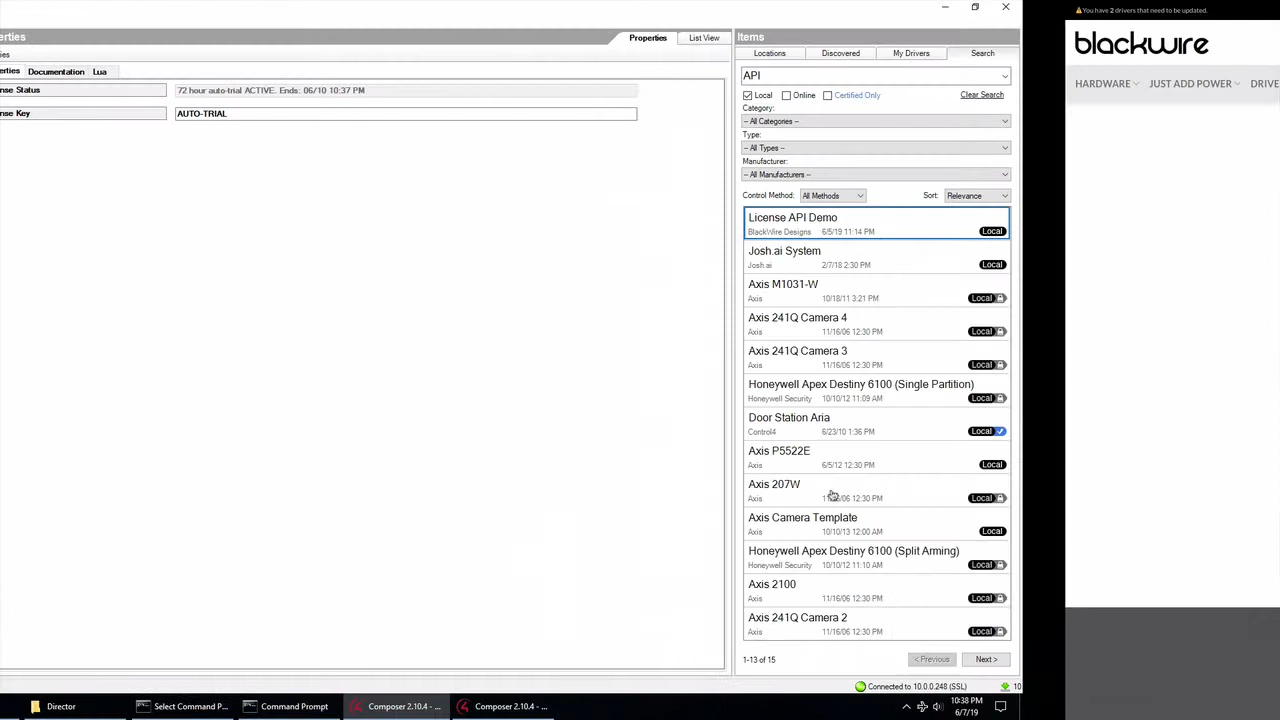 ⚠You have 2 drivers that need to be updated.
erties
Properties
List View
Items
blackwire
ies
Locations
Discovered
My Drivers
Search
erties
Documentation
Lua
API
HARDWARE
JUST ADD POWER
DRIVE
nse Status
72 hour auto-trial ACTIVE. Ends: 06/10 10:37 PM
Local
Online
Certified Only
Clear Search
nse Key
AUTO-TRIAL
Category:
-- All Categories --
Type:
-- All Types --
Manufacturer:
-- All Manufacturers --
Control Method:
All Methods
Sort:
Relevance
License API Demo
BlackWire Designs 6/5/19 11:14 PM Local
Josh.ai System
Josh.ai 2/7/18 2:30 PM Local
Axis M1031-W
Axis 10/18/11 3:21 PM Local
Axis 241Q Camera 4
Axis 11/16/06 12:30 PM Local
Axis 241Q Camera 3
Axis 11/16/06 12:30 PM Local
Honeywell Apex Destiny 6100 (Single Partition)
Honeywell Security 10/10/12 11:09 AM Local
Door Station Aria
Control4 6/23/10 1:36 PM Local
Axis P5522E
Axis 6/5/12 12:30 PM Local
Axis 207W
Axis 12:30 PM Local
Axis Camera Template
Axis 10/10/13 12:00 AM Local
Honeywell Apex Destiny 6100 (Split Arming)
Honeywell Security 10/10/12 11:10 AM Local
Axis 2100
Axis 11/16/06 12:30 PM Local
Axis 241Q Camera 2
Axis 11/16/06 12:30 PM Local
1-13 of 15
< Previous
Next >
Connected to 10.0.0.248 (SSL)
10
Director
Select Command P...
Command Prompt
Composer 2.10.4 - ...
Composer 2.10.4 - ...
10:38 PM
6/7/19